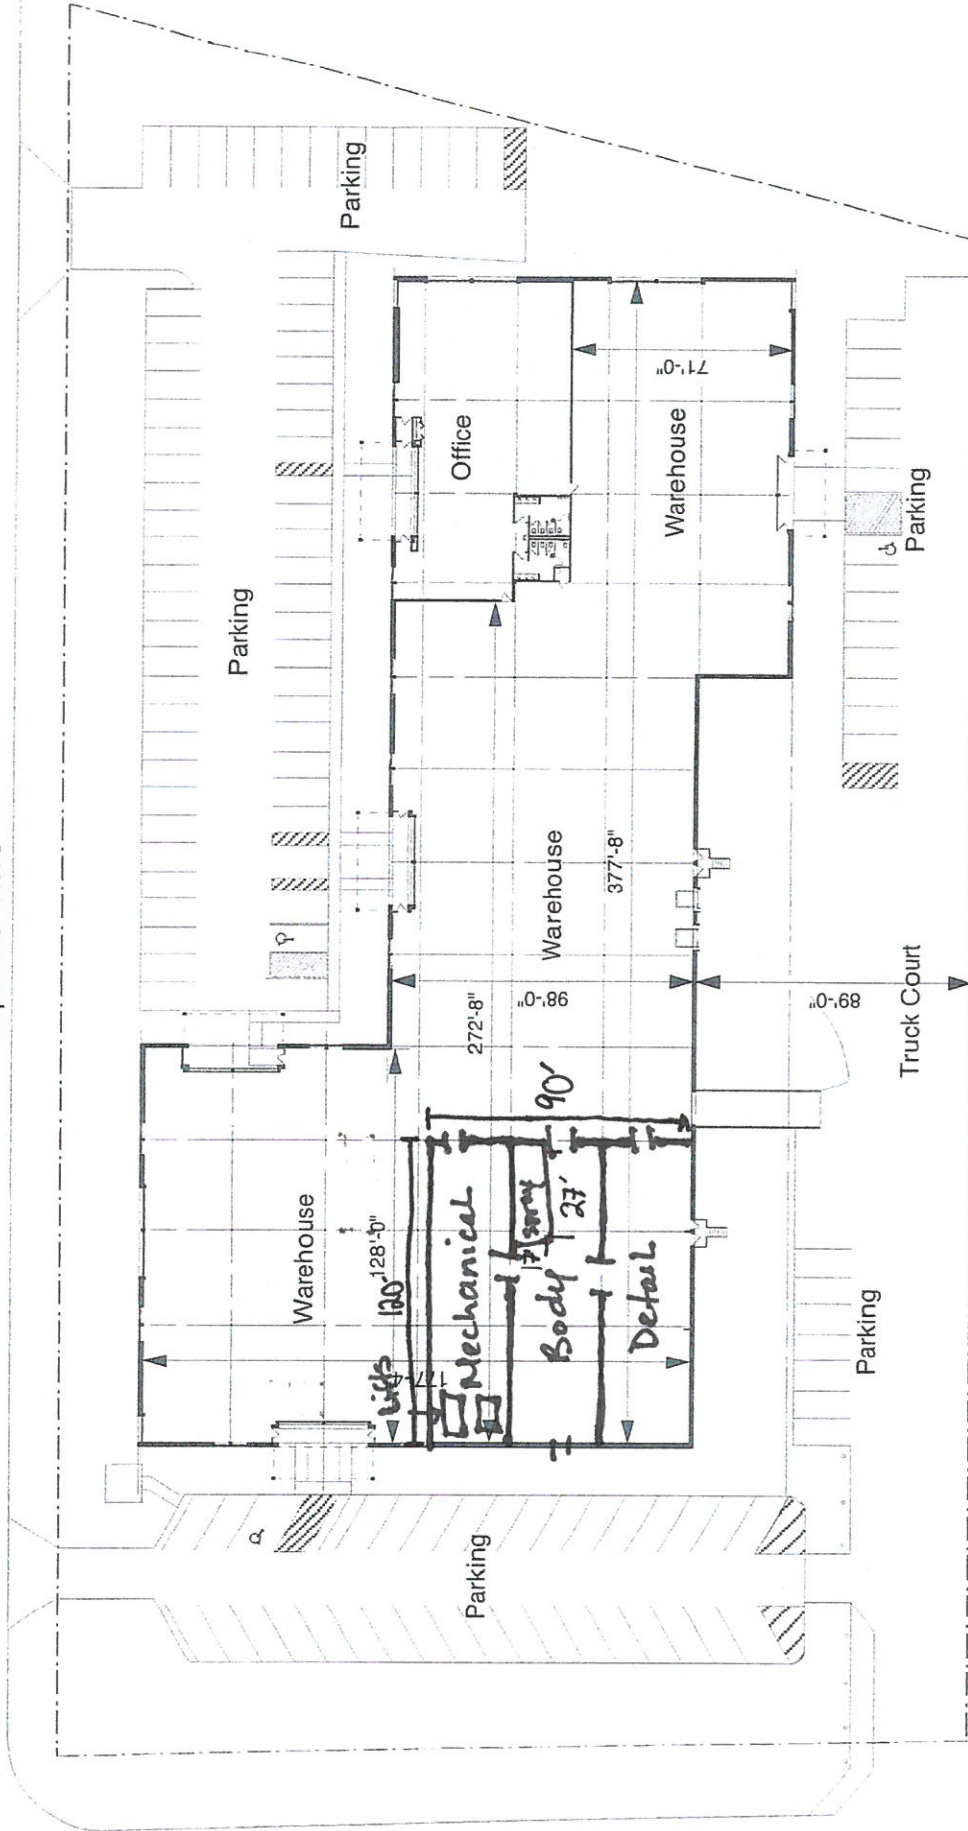 Parking
Parking
Office
71'-0"
Warehouse
Parking
Parking
Warehouse
377'-8"
272'-8"
98'-0"
89'-0"
Truck Court
90'
Warehouse
128'-0"
120'
Mechanical
27'
Body
Detail
Lifts
Parking
Parking